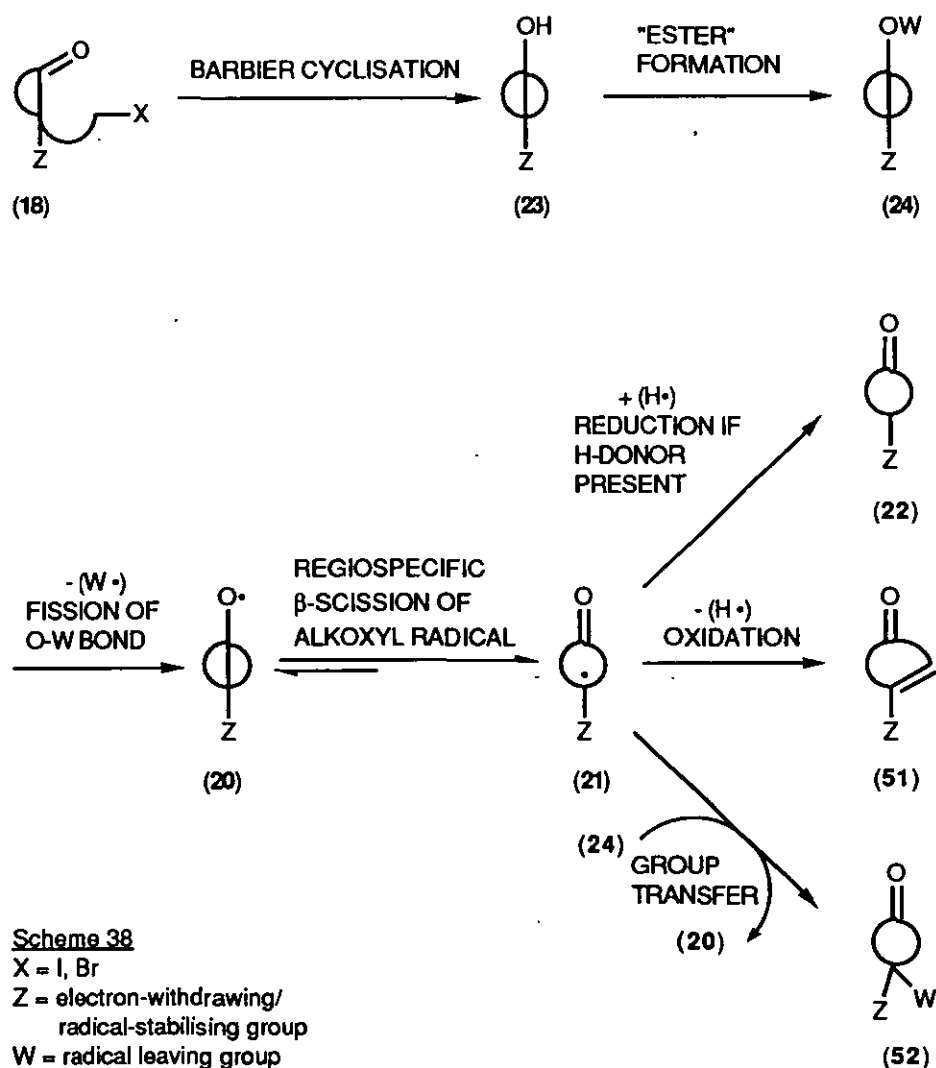 O
X
Z
(18)
BARBIER CYCLISATION
OH
Z
(23)
"ESTER"
FORMATION
OW
Z
(24)
- (W•)
FISSION OF
O-W BOND
O•
Z
(20)
REGIOSPECIFIC
β-SCISSION OF
ALKOXYL RADICAL
O
•
Z
(21)
+ (H•)
REDUCTION IF
H-DONOR
PRESENT
O
Z
(22)
- (H•)
OXIDATION
O
Z
(51)
(24)
GROUP
TRANSFER
(20)
O
Z
W
(52)
Scheme 38
X = I, Br
Z = electron-withdrawing/
radical-stabilising group
W = radical leaving group